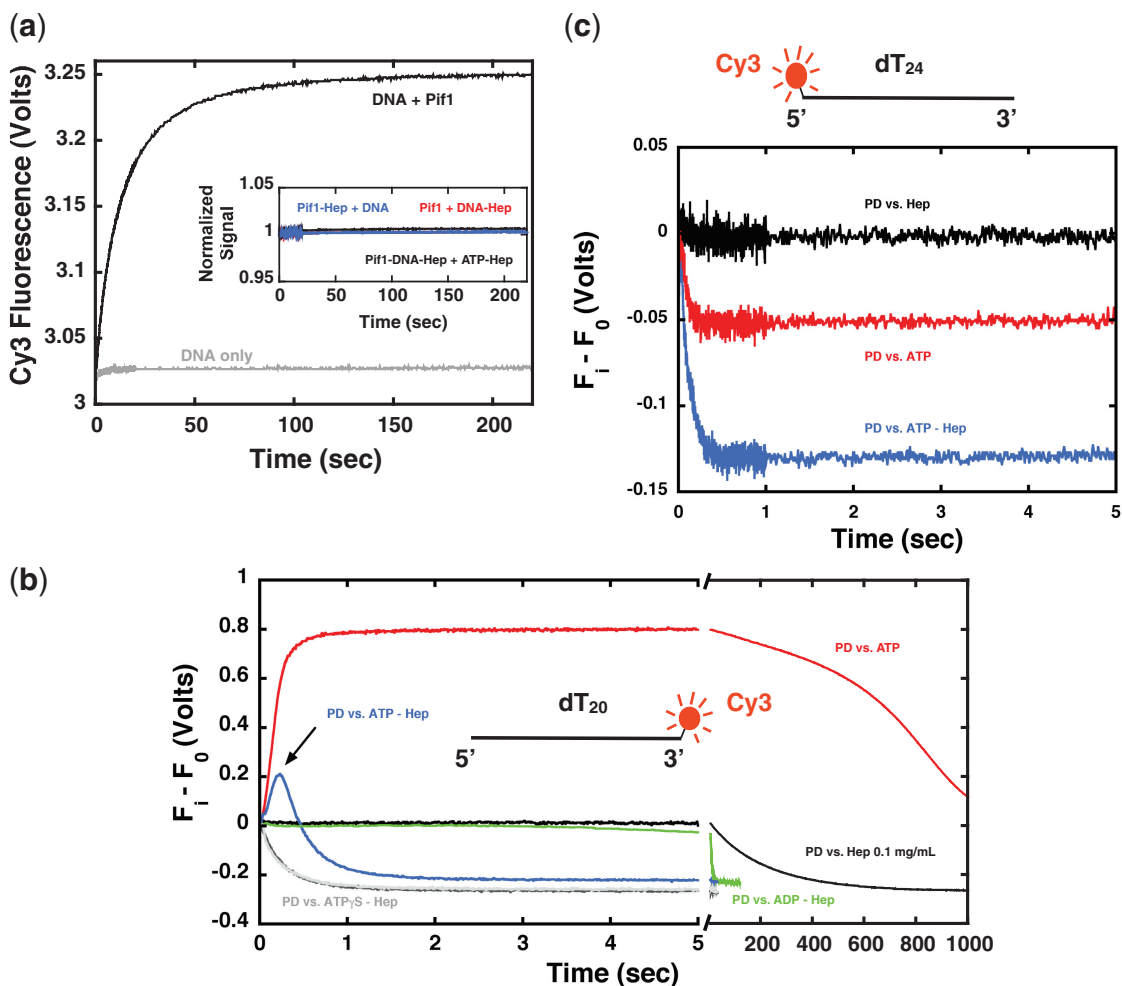 (a)
Cy3 Fluorescence (Volts)
3.25
3.2
3.15
3.1
3.05
3
DNA + Pif1
DNA only
0 50 100 150 200
Time (sec)
Normalized
Signal
1.05
1
0.95
Pif1-Hep + DNA Pif1 + DNA-Hep
Pif1-DNA-Hep + ATP-Hep
0 50 100 150 200
Time (sec)
(c)
Cy3 dT24
5’ 3’
F_i - F_0 (Volts)
0.05
0
-0.05
-0.1
-0.15
PD vs. Hep
PD vs. ATP
PD vs. ATP - Hep
0 1 2 3 4 5
Time (sec)
(b)
F_i - F_0 (Volts)
1
0.8
0.6
0.4
0.2
0
-0.2
-0.4
PD vs. ATP
PD vs. ATP - Hep
dT20 Cy3
5’ 3’
PD vs. Hep 0.1 mg/mL
PD vs. ATPγS - Hep
PD vs. ADP - Hep
0 1 2 3 4 5 200 400 600 800 1000
Time (sec)